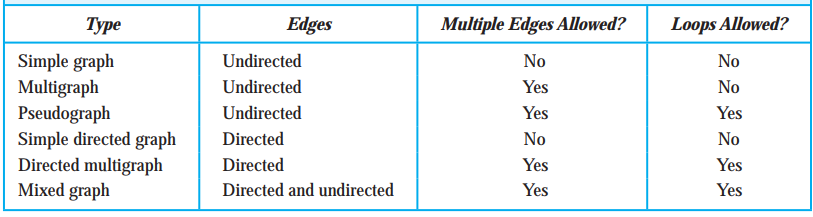 Type Edges Multiple Edges Allowed? Loops Allowed?
Simple graph Undirected No No
Multigraph Undirected Yes No
Pseudograph Undirected Yes Yes
Simple directed graph Directed No No
Directed multigraph Directed Yes Yes
Mixed graph Directed and undirected Yes Yes